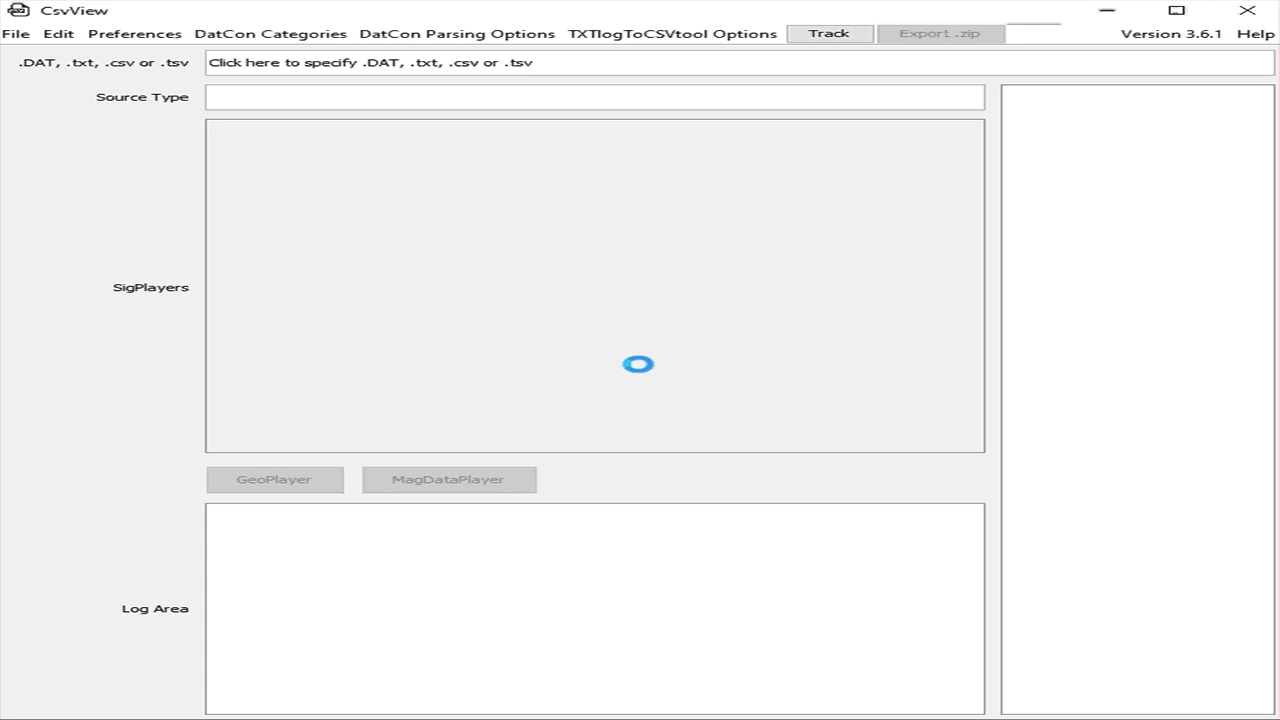 CsvView
File Edit Preferences DatCon Categories DatCon Parsing Options TXTlogToCSVtool Options Track Export .zip Version 3.6.1 Help
.DAT, .txt, .csv or .tsv Click here to specify .DAT, .txt, .csv or .tsv
Source Type
SigPlayers
GeoPlayer MagDataPlayer
Log Area